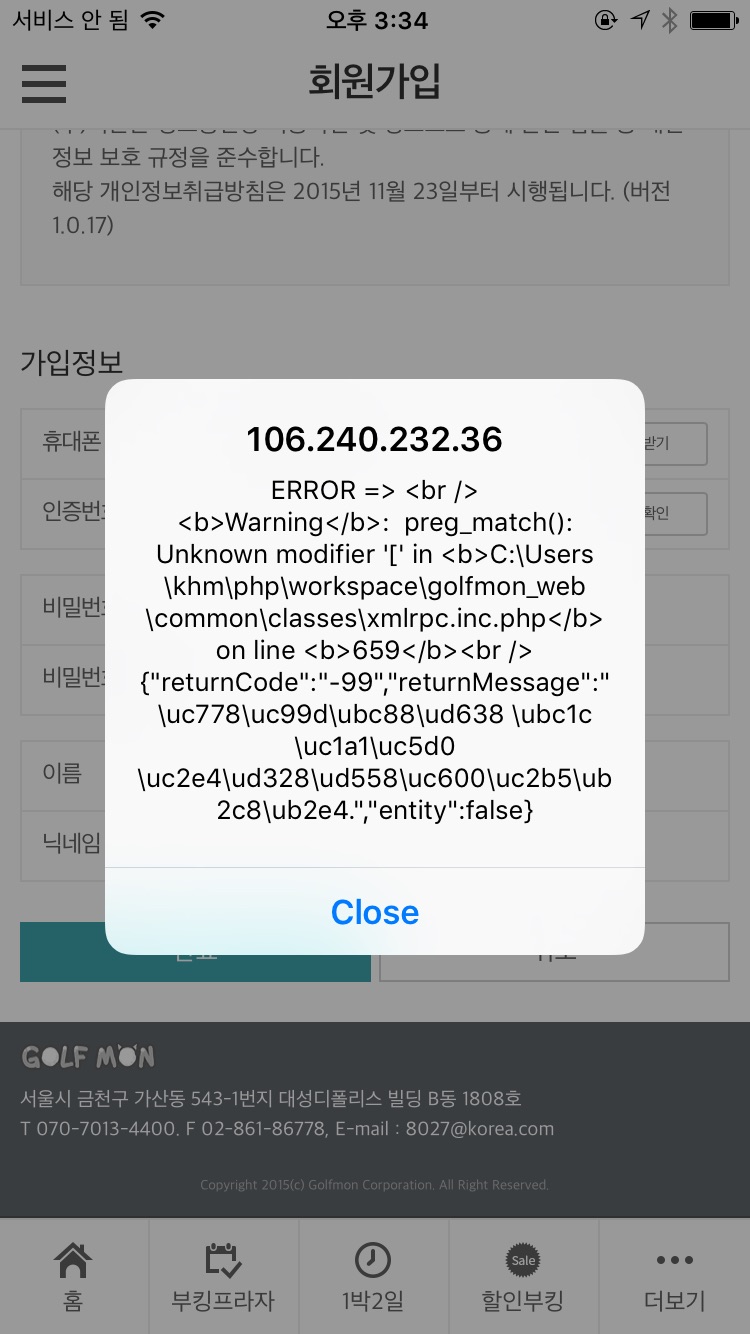 서비스 안 됨 오후 3:34
회원가입
정보 보호 규정을 준수합니다.
해당 개인정보취급방침은 2015년 11월 23일부터 시행됩니다. (버전
1.0.17)
가입정보
휴대폰 받기
인증번호 확인
비밀번호
비밀번호
이름
닉네임
106.240.232.36
ERROR => <br />
<b>Warning</b>:  preg_match():
Unknown modifier '[' in <b>C:\Users
\khm\php\workspace\golfmon_web
\common\classes\xmlrpc.inc.php</b>
on line <b>659</b><br />
{"returnCode":"-99","returnMessage":"
\uc778\uc99d\ubc88\ud638 \ubc1c
\uc1a1\uc5d0
\uc2e4\ud328\ud558\uc600\uc2b5\ub
2c8\ub2e4.","entity":false}
Close
GOLF MON
서울시 금천구 가산동 543-1번지 대성디폴리스 빌딩 B동 1808호
T 070-7013-4400. F 02-861-86778, E-mail : 8027@korea.com
Copyright 2015(c) Golfmon Corporation. All Right Reserved.
Sale
홈 부킹프라자 1박2일 할인부킹 더보기